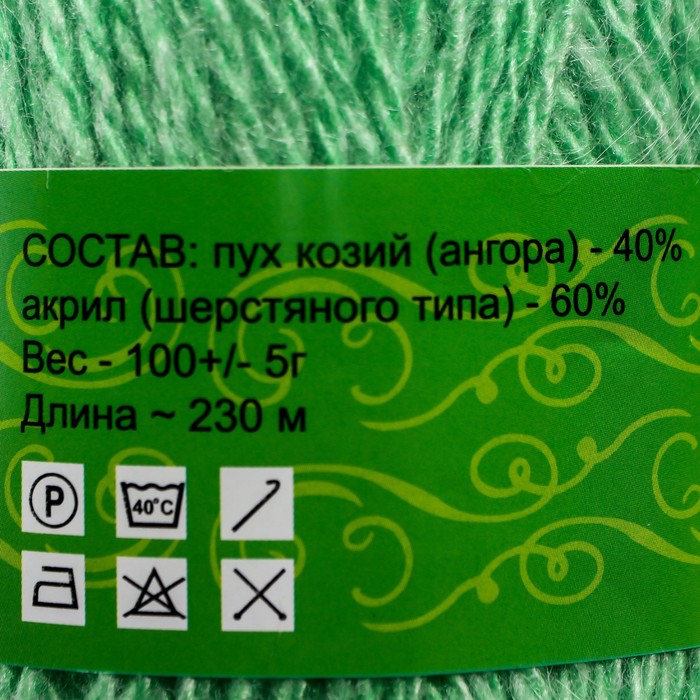 СОСТАВ: пух козий (ангора) - 40%
акрил (шерстяного типа) - 60%
Вес - 100+/- 5г
Длина ~ 230 м
P 40°C